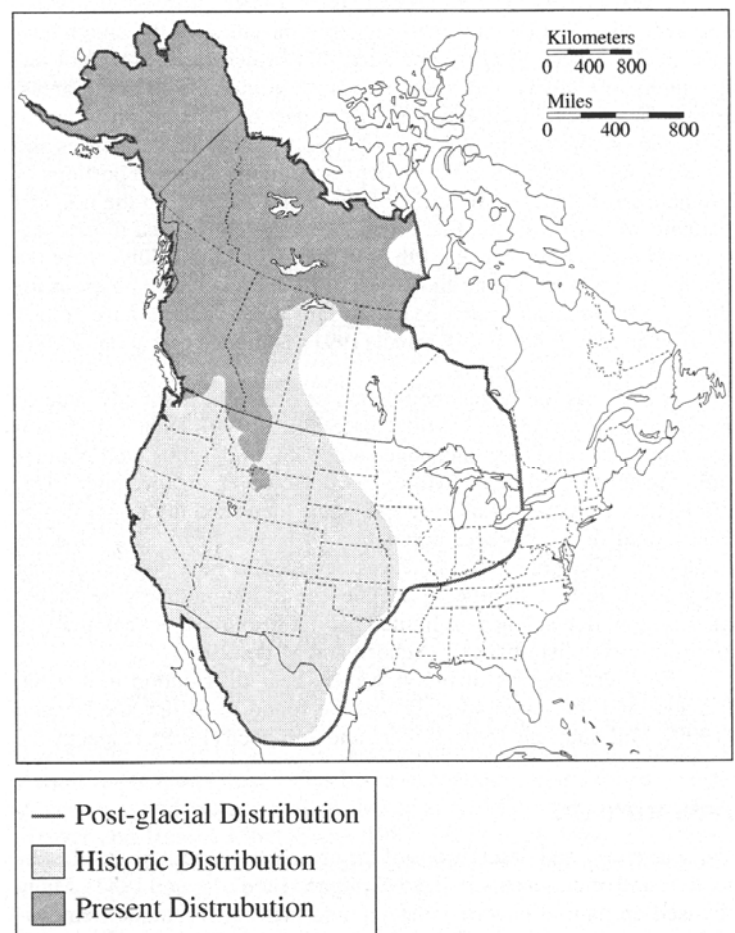 Kilometers
0 400 800
Miles
0 400 800
Post-glacial Distribution
Historic Distribution
Present Distrubution